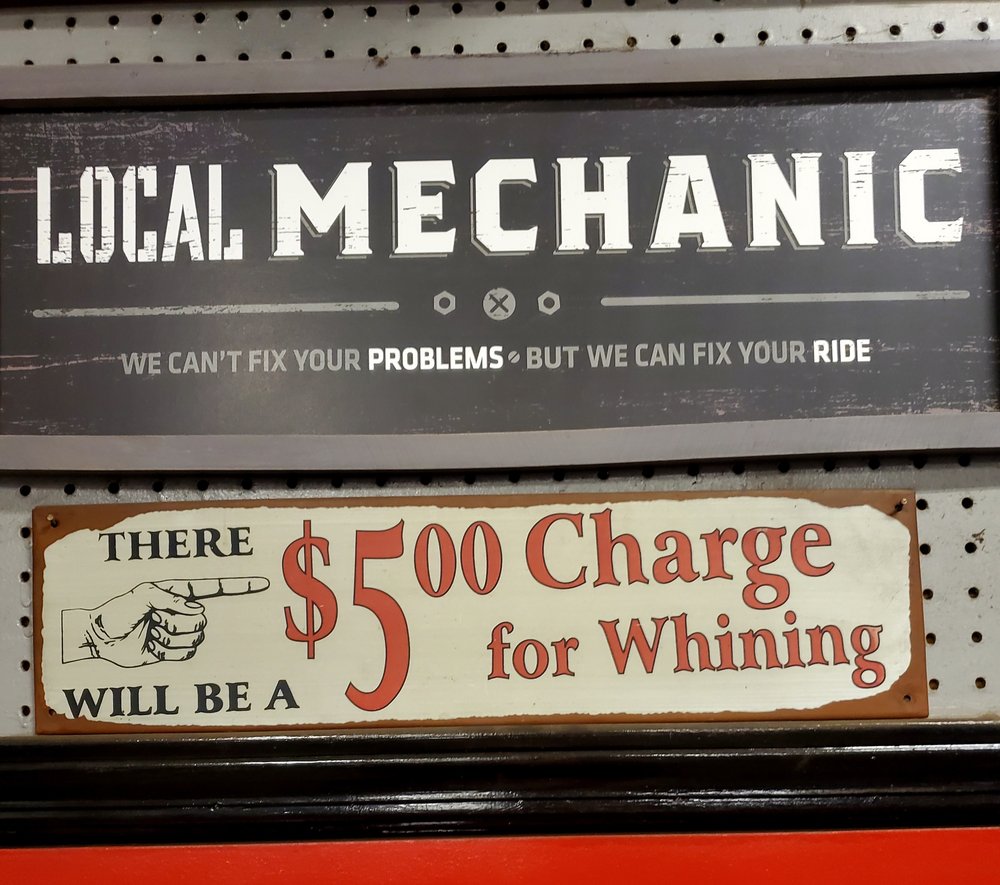 LOCAL MECHANIC
WE CAN'T FIX YOUR PROBLEMS • BUT WE CAN FIX YOUR RIDE
THERE
WILL BE A
$500 Charge
for Whining